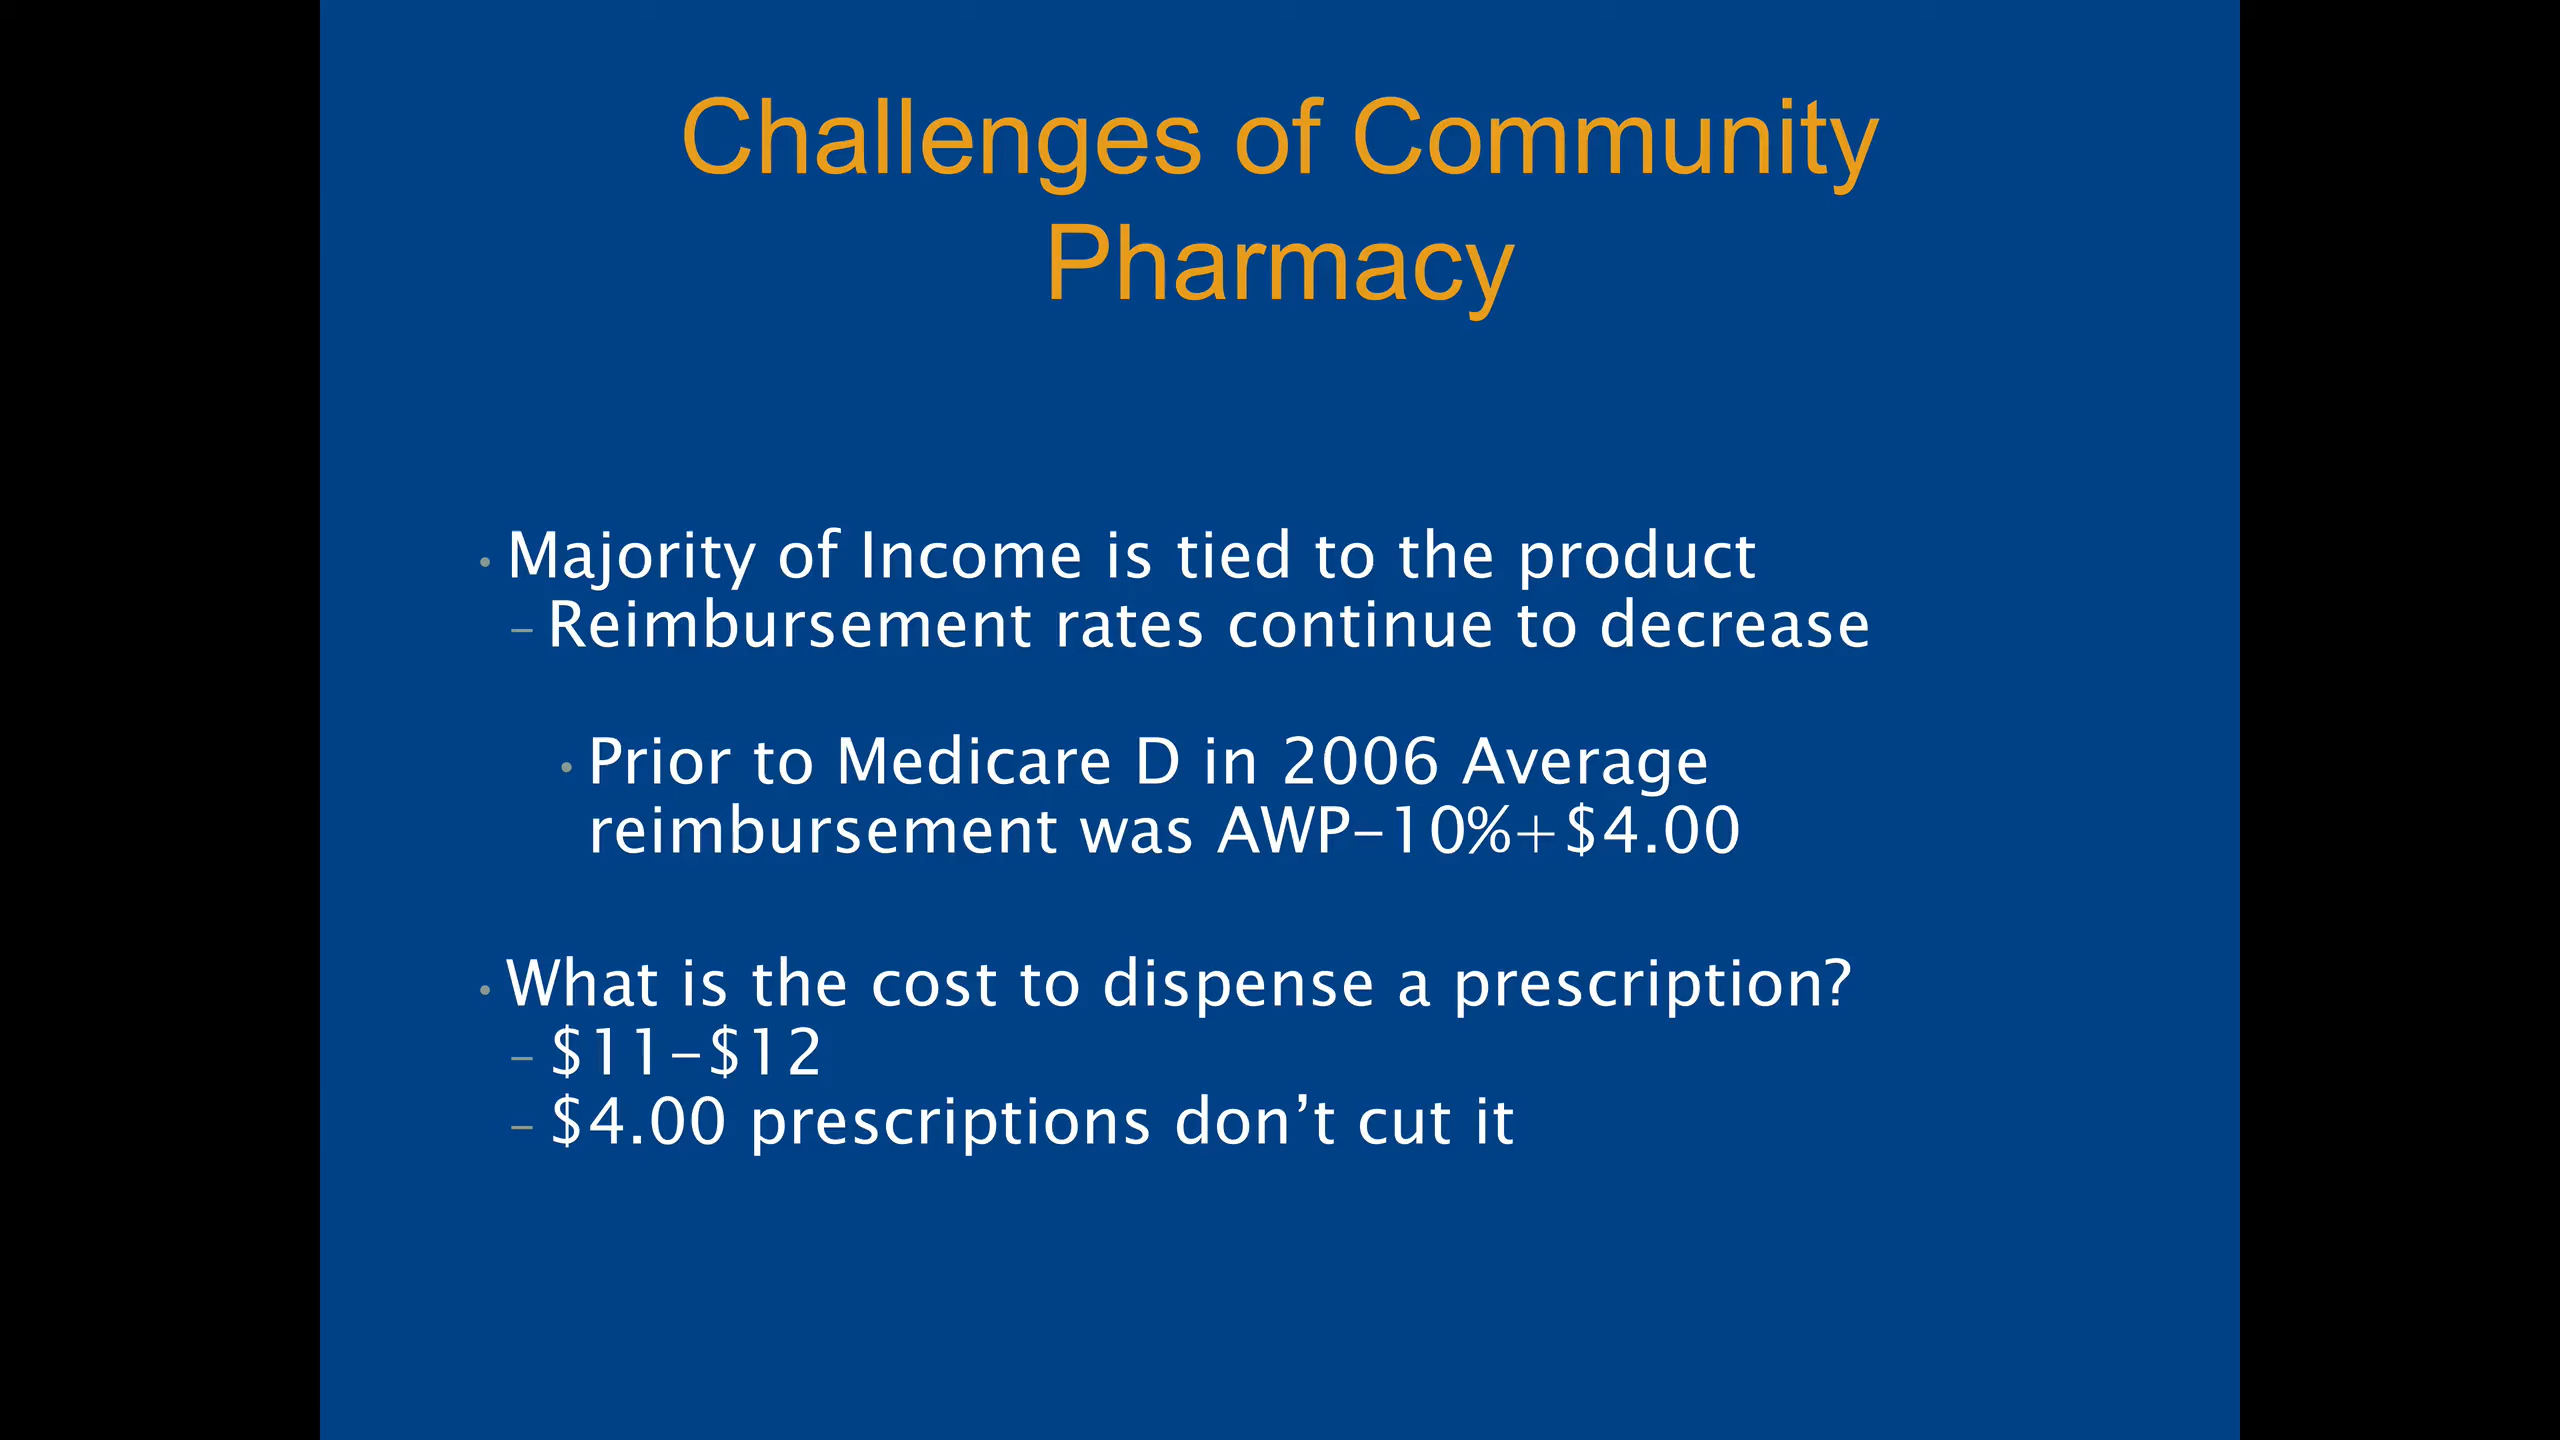 Challenges of Community
Pharmacy
• Majority of Income is tied to the product
– Reimbursement rates continue to decrease
• Prior to Medicare D in 2006 Average
reimbursement was AWP-10%+$4.00
• What is the cost to dispense a prescription?
– $11-$12
– $4.00 prescriptions don’t cut it